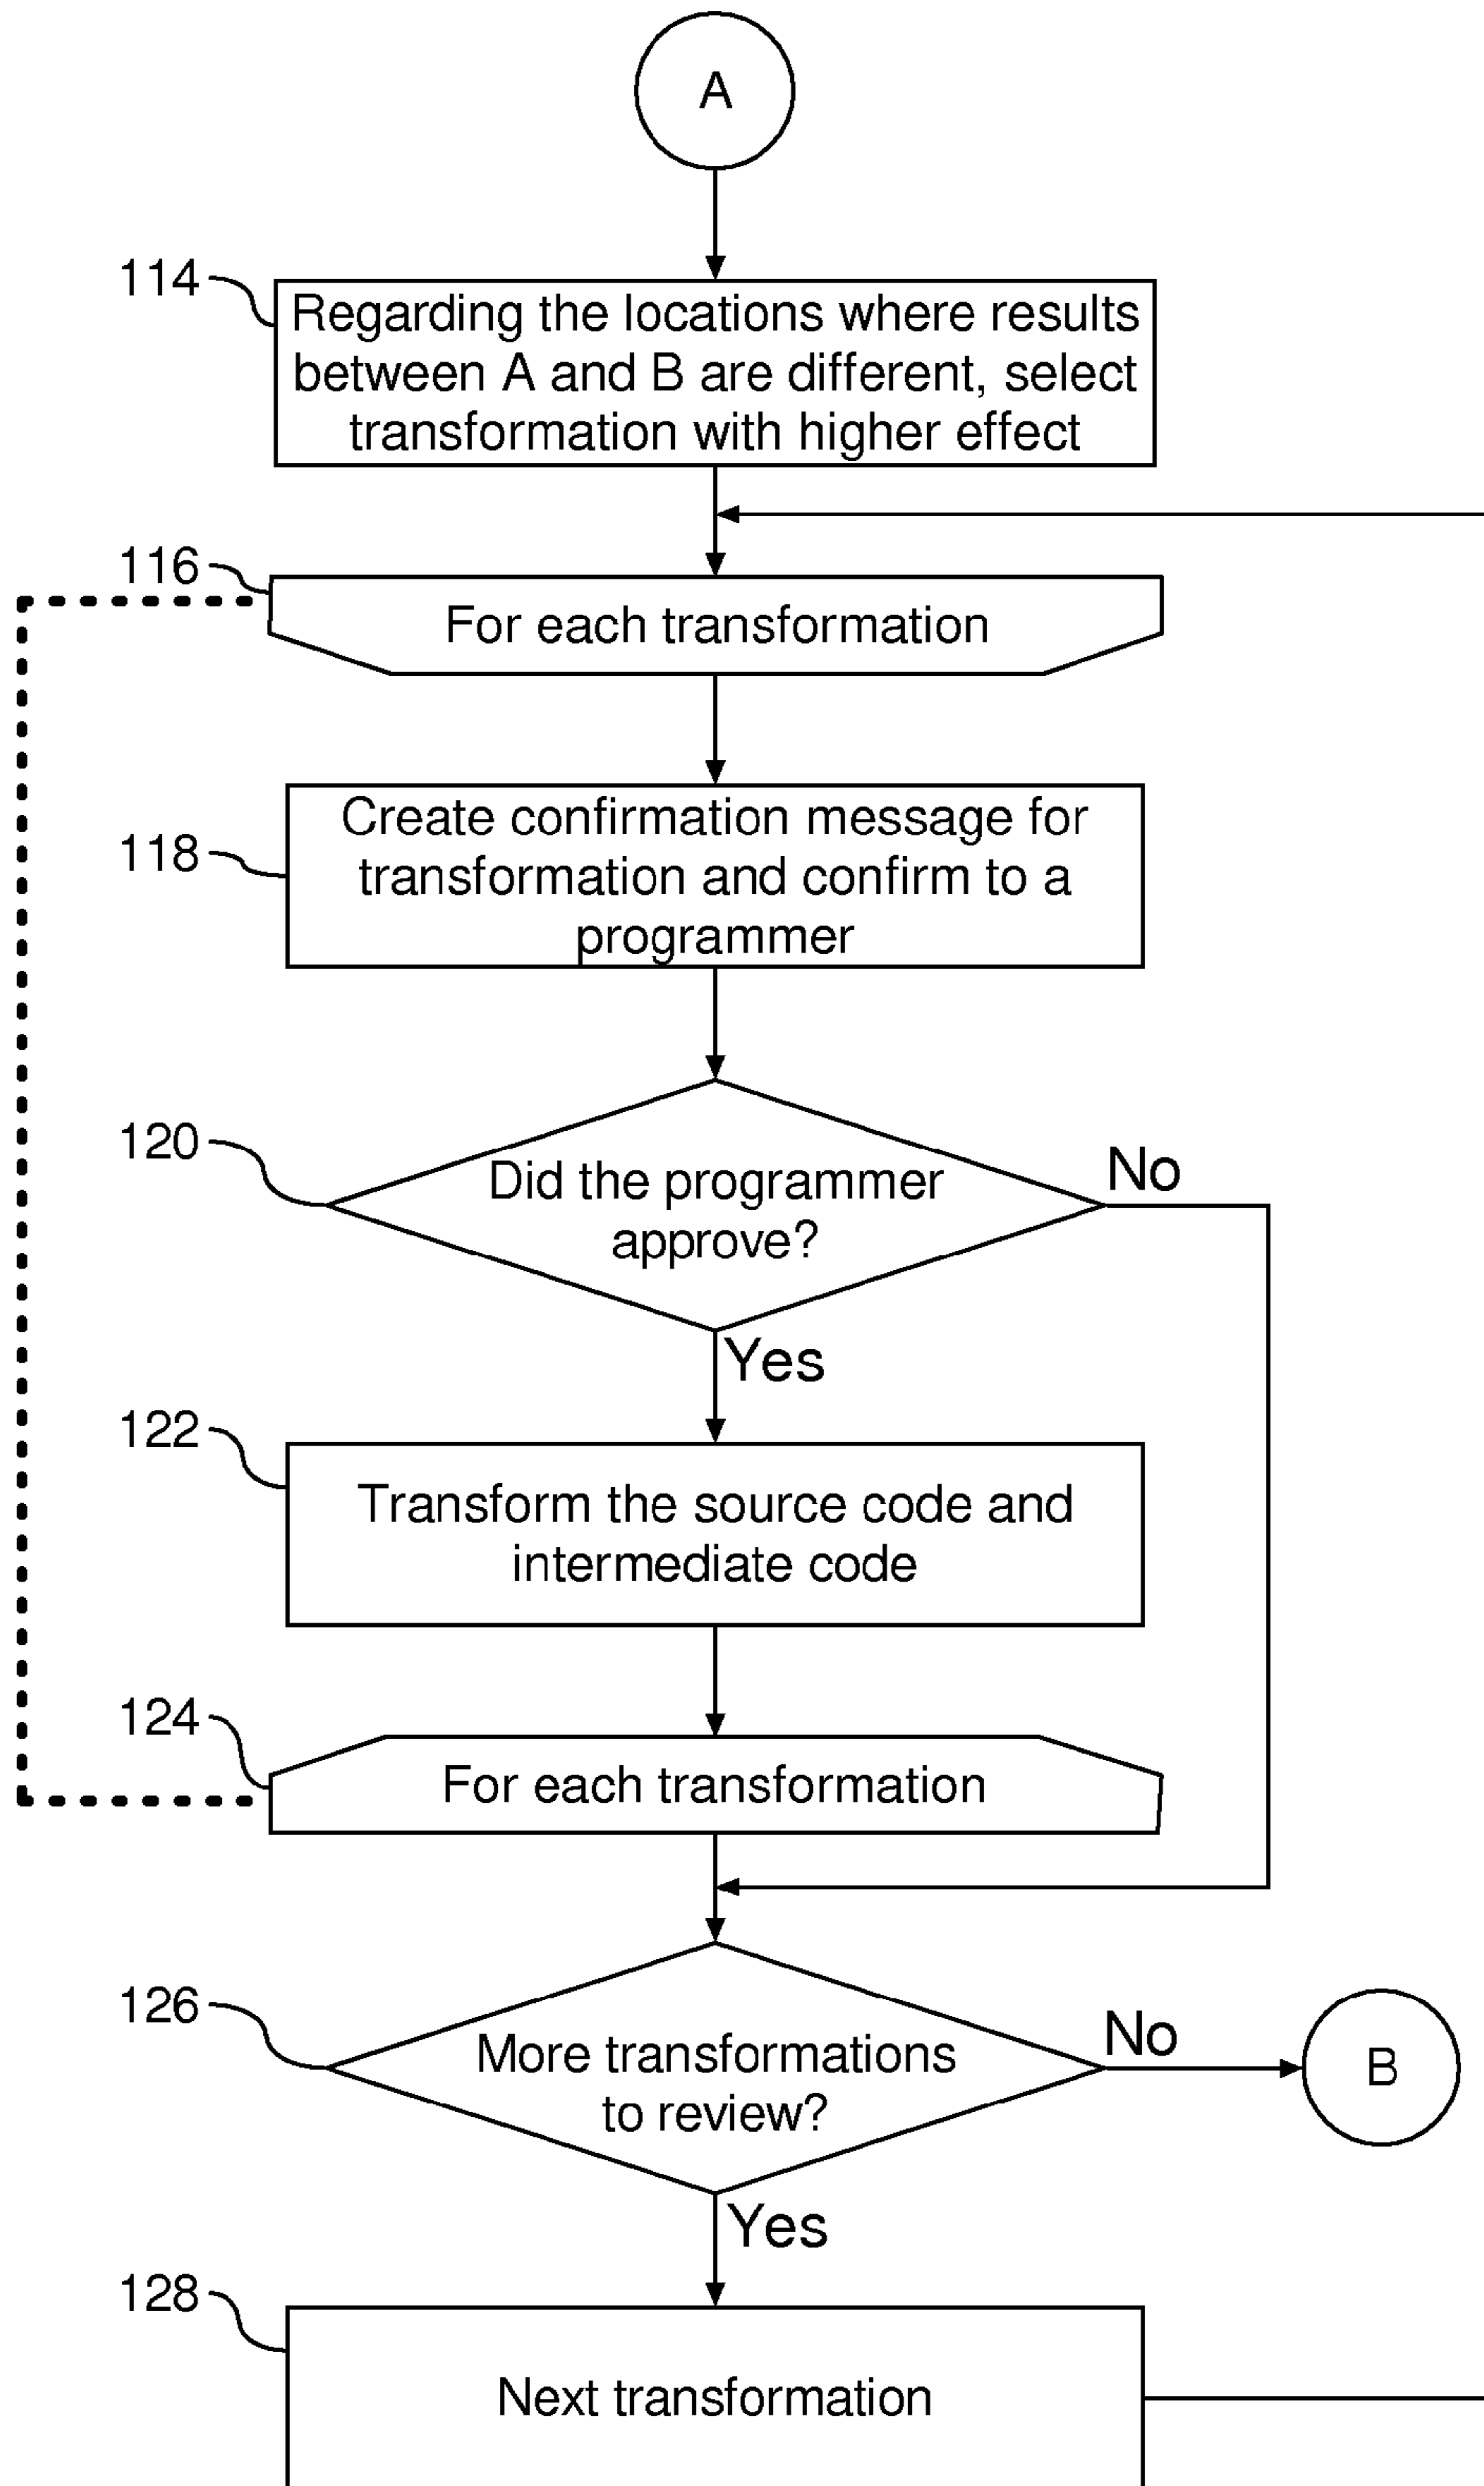 A
114
Regarding the locations where results
between A and B are different, select
transformation with higher effect
116
For each transformation
118
Create confirmation message for
transformation and confirm to a
programmer
120
Did the programmer
approve?
No
Yes
122
Transform the source code and
intermediate code
124
For each transformation
126
More transformations
to review?
No
B
Yes
128
Next transformation